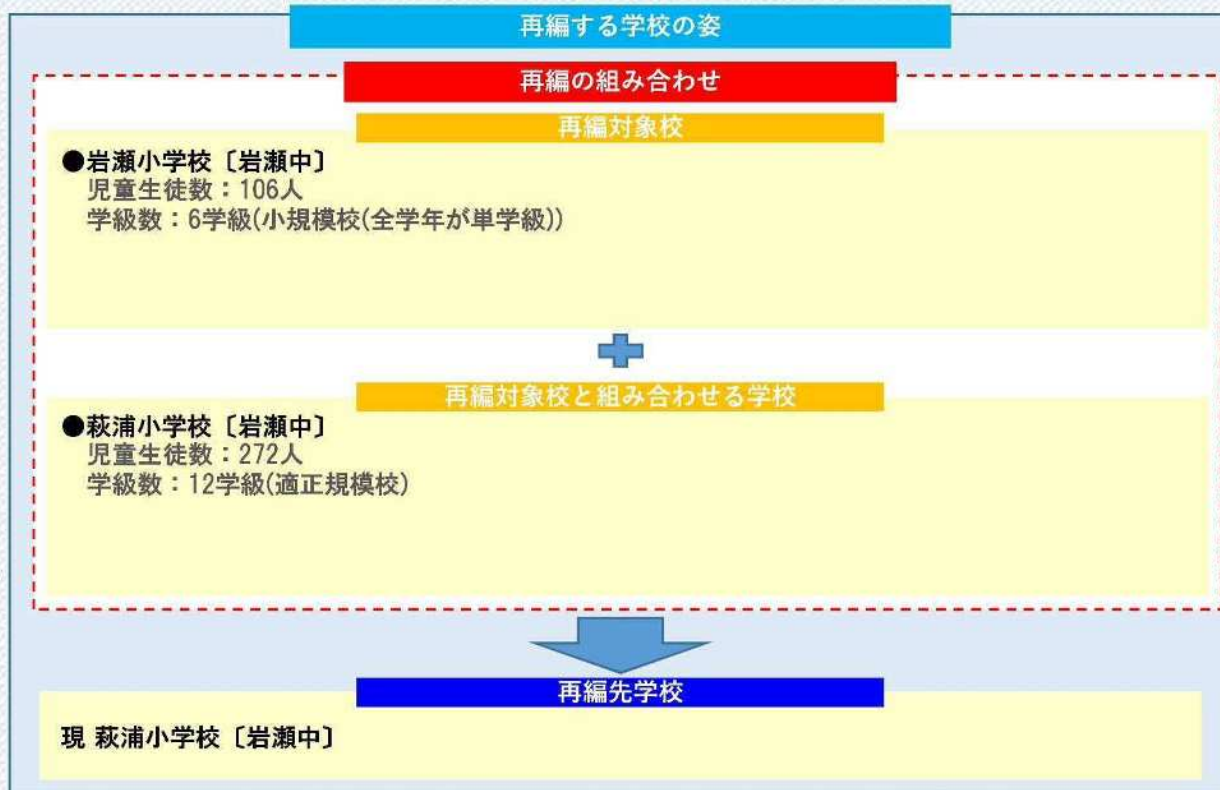 再編する学校の姿
再編の組み合わせ
再編対象校
●岩瀬小学校〔岩瀬中〕
児童生徒数：106人
学級数：6学級(小規模校(全学年が単学級))
再編対象校と組み合わせる学校
●萩浦小学校〔岩瀬中〕
児童生徒数：272人
学級数：12学級(適正規模校)
再編先学校
現 萩浦小学校〔岩瀬中〕